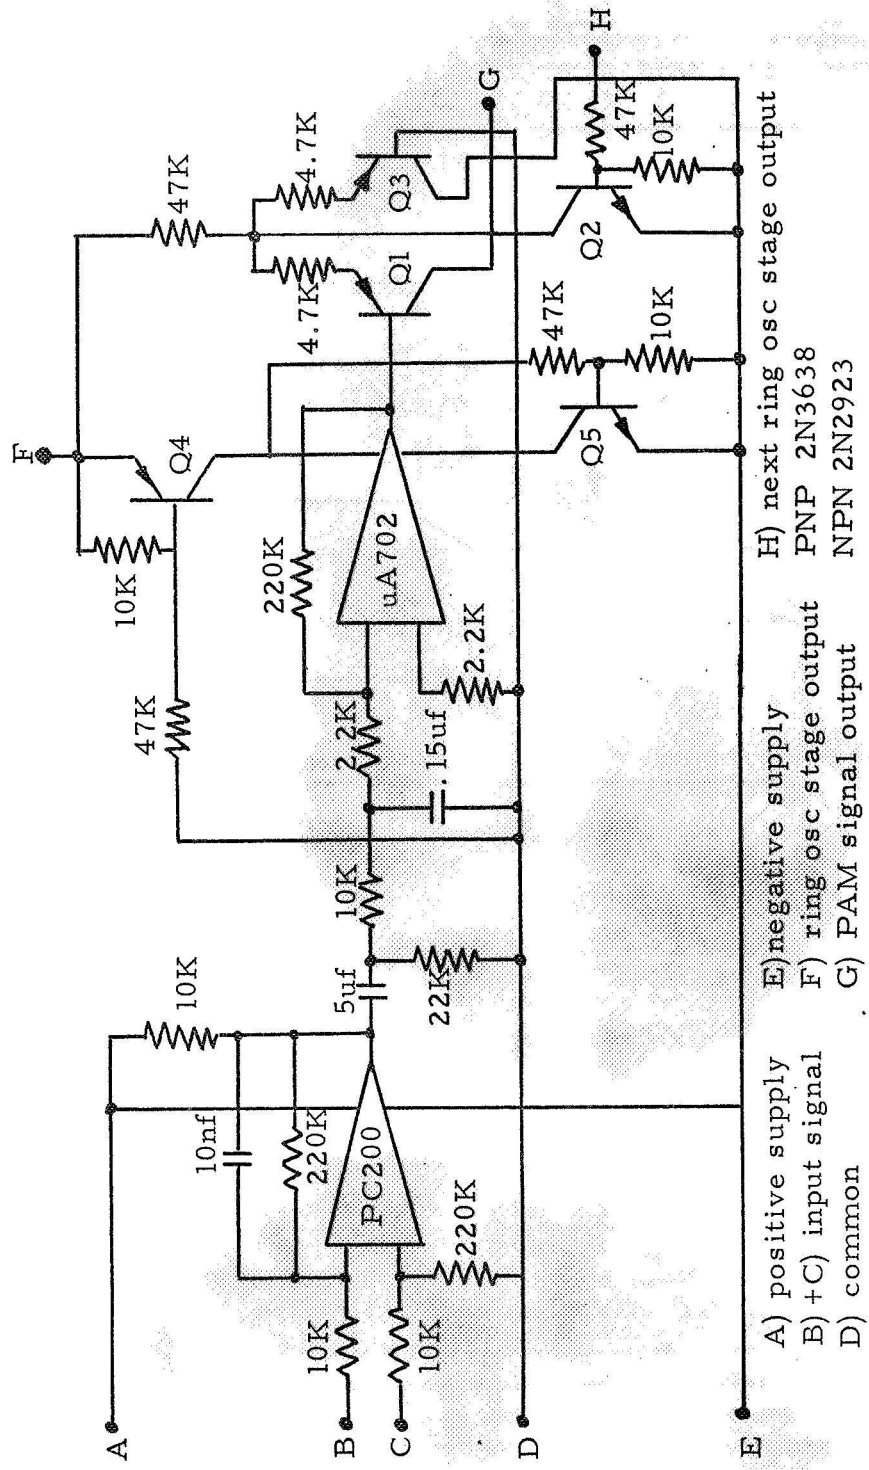 A
B
C
D
E
F
G
H
10K
10K
220K
PC200
220K
10nf
10K
5uf
22K
10K
.15uf
2.2K
2.2K
220K
uA702
47K
10K
Q4
47K
4.7K
4.7K
Q1
Q3
Q5
47K
10K
Q2
47K
10K
A) positive supply
B) +C) input signal
D) common
E)negative supply
F) ring osc stage output
G) PAM signal output
H) next ring osc stage output
PNP 2N3638
NPN 2N2923